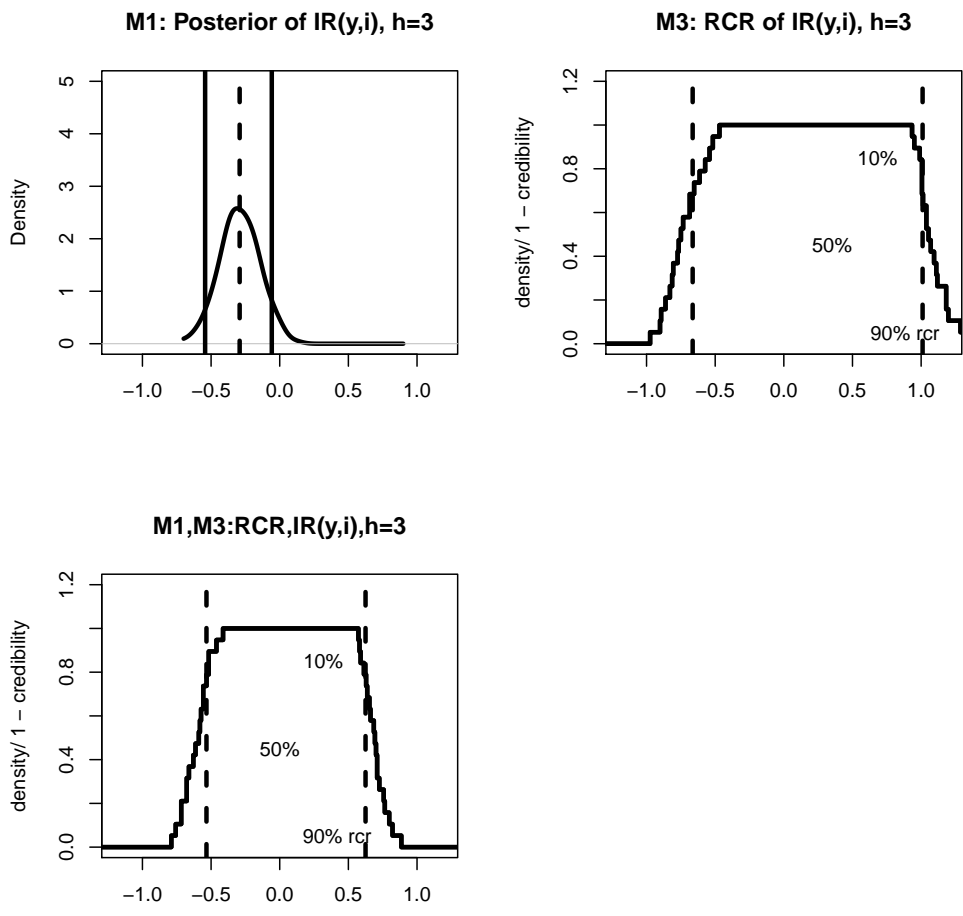 M1: Posterior of IR(y,i), h=3
Density
5
4
3
2
1
0
−1.0 −0.5 0.0 0.5 1.0
M3: RCR of IR(y,i), h=3
density/ 1 − credibility
1.2
0.8
0.4
0.0
10%
50%
90% rcr
−1.0 −0.5 0.0 0.5 1.0
M1,M3:RCR,IR(y,i),h=3
density/ 1 − credibility
1.2
0.8
0.4
0.0
10%
50%
90% rcr
−1.0 −0.5 0.0 0.5 1.0